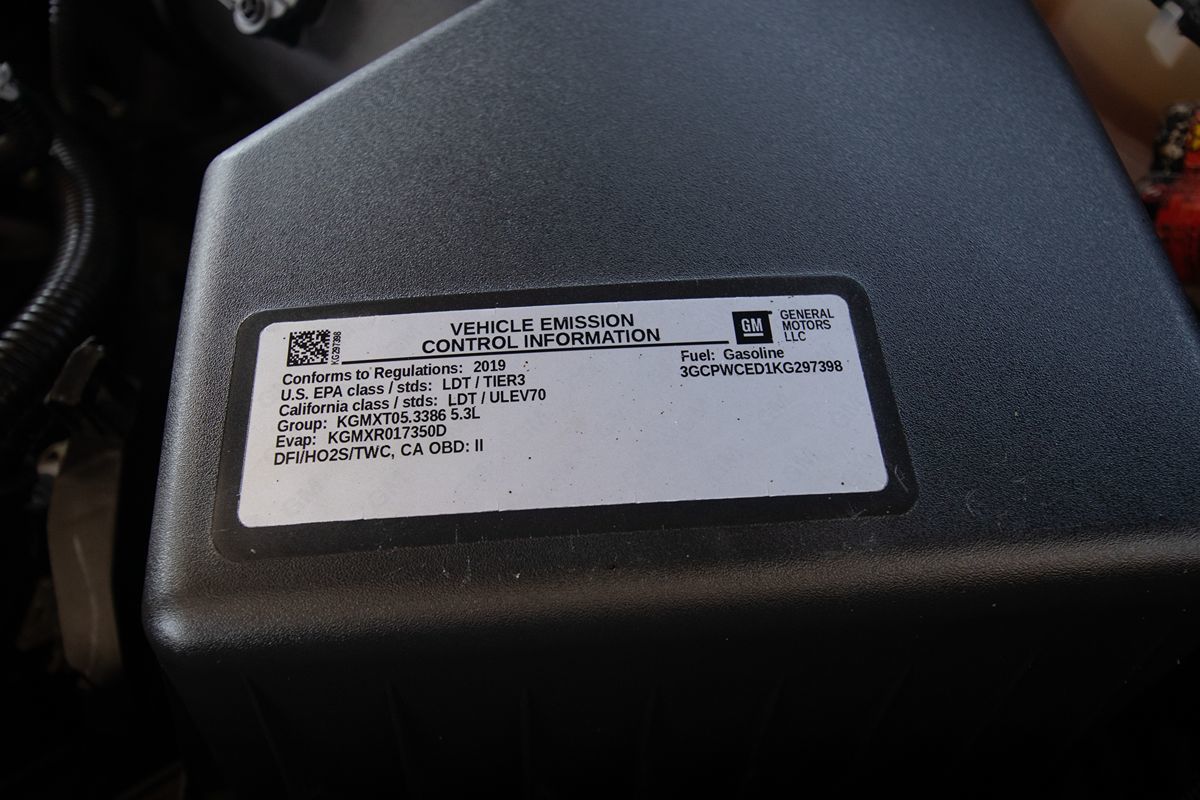 KG297398
VEHICLE EMISSION
CONTROL INFORMATION
GM
GENERAL
MOTORS
LLC
Conforms to Regulations: 2019
U.S. EPA class / stds: LDT / TIER3
California class / stds: LDT / ULEV70
Group: KGMXT05.3386 5.3L
Evap: KGMXR017350D
DFI/HO2S/TWC, CA OBD: II
Fuel: Gasoline
3GCPWCED1KG297398